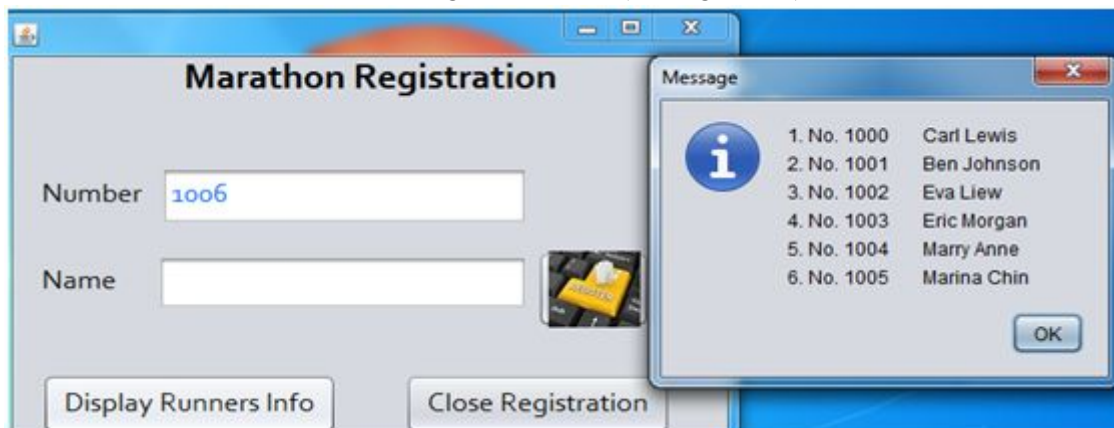 Marathon Registration
Number 1006
Name
REGISTER
Display Runners Info Close Registration
Message
1. No. 1000 Carl Lewis
2. No. 1001 Ben Johnson
3. No. 1002 Eva Liew
4. No. 1003 Eric Morgan
5. No. 1004 Marry Anne
6. No. 1005 Marina Chin
OK